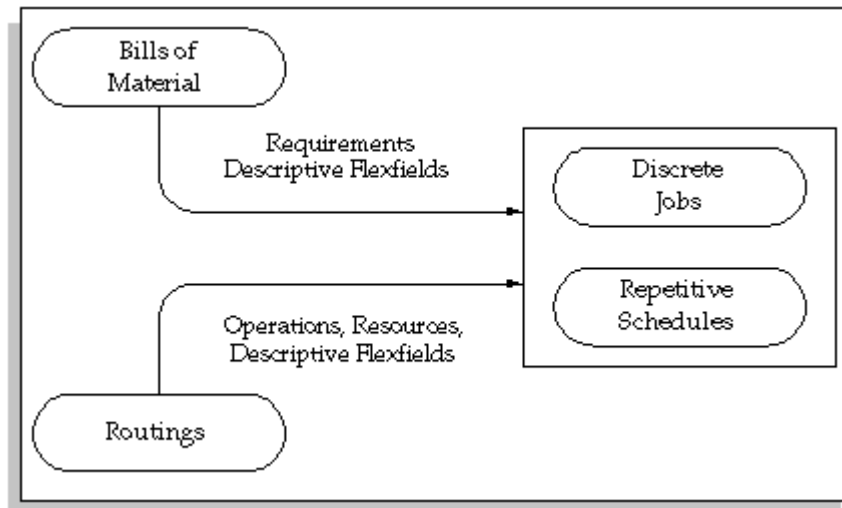 Bills of
Material
Requirements
Descriptive Flexfields
Discrete
Jobs
Repetitive
Schedules
Operations, Resources,
Descriptive Flexfields
Routings